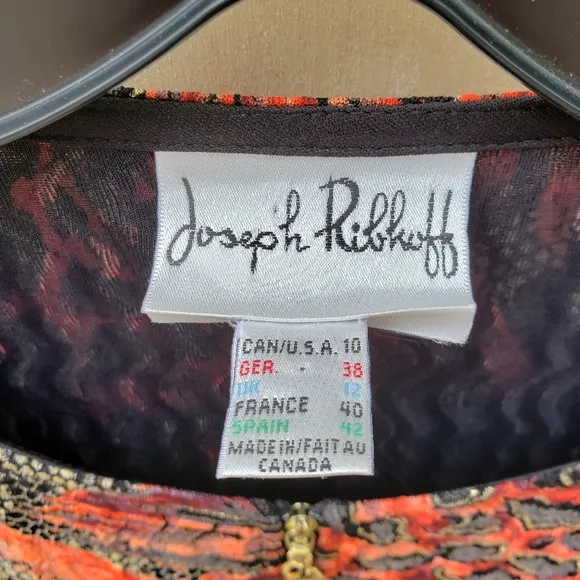 Joseph Ribkoff
CAN/U.S.A. 10
GER. 38
UK 12
FRANCE 40
SPAIN 42
MADE IN/FAIT AU
CANADA